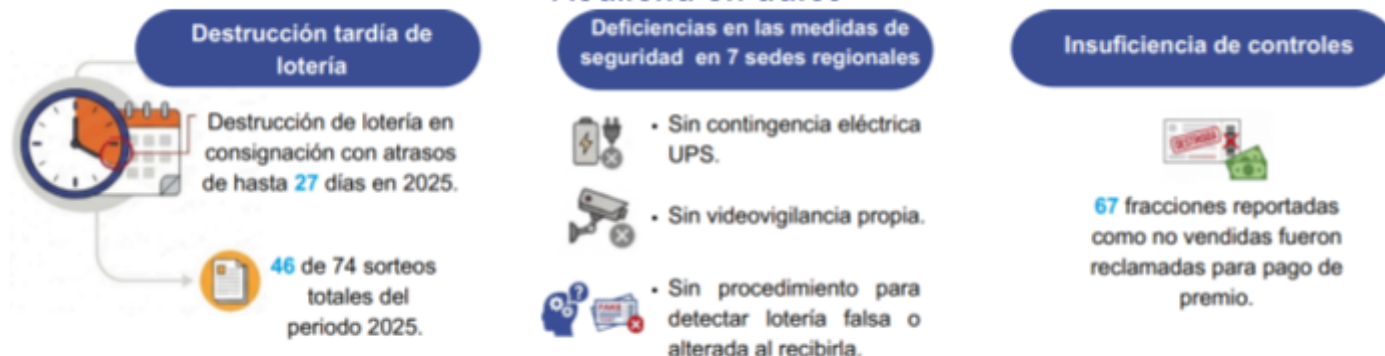 Destrucción tardía de
lotería
Destrucción de lotería en
consignación con atrasos
de hasta 27 días en 2025.
46 de 74 sorteos
totales del
periodo 2025.
Deficiencias en las medidas de
seguridad en 7 sedes regionales
• Sin contingencia eléctrica
UPS.
• Sin videovigilancia propia.
• Sin procedimiento para
detectar lotería falsa o
alterada al recibirla.
Insuficiencia de controles
67 fracciones reportadas
como no vendidas fueron
reclamadas para pago de
premio.